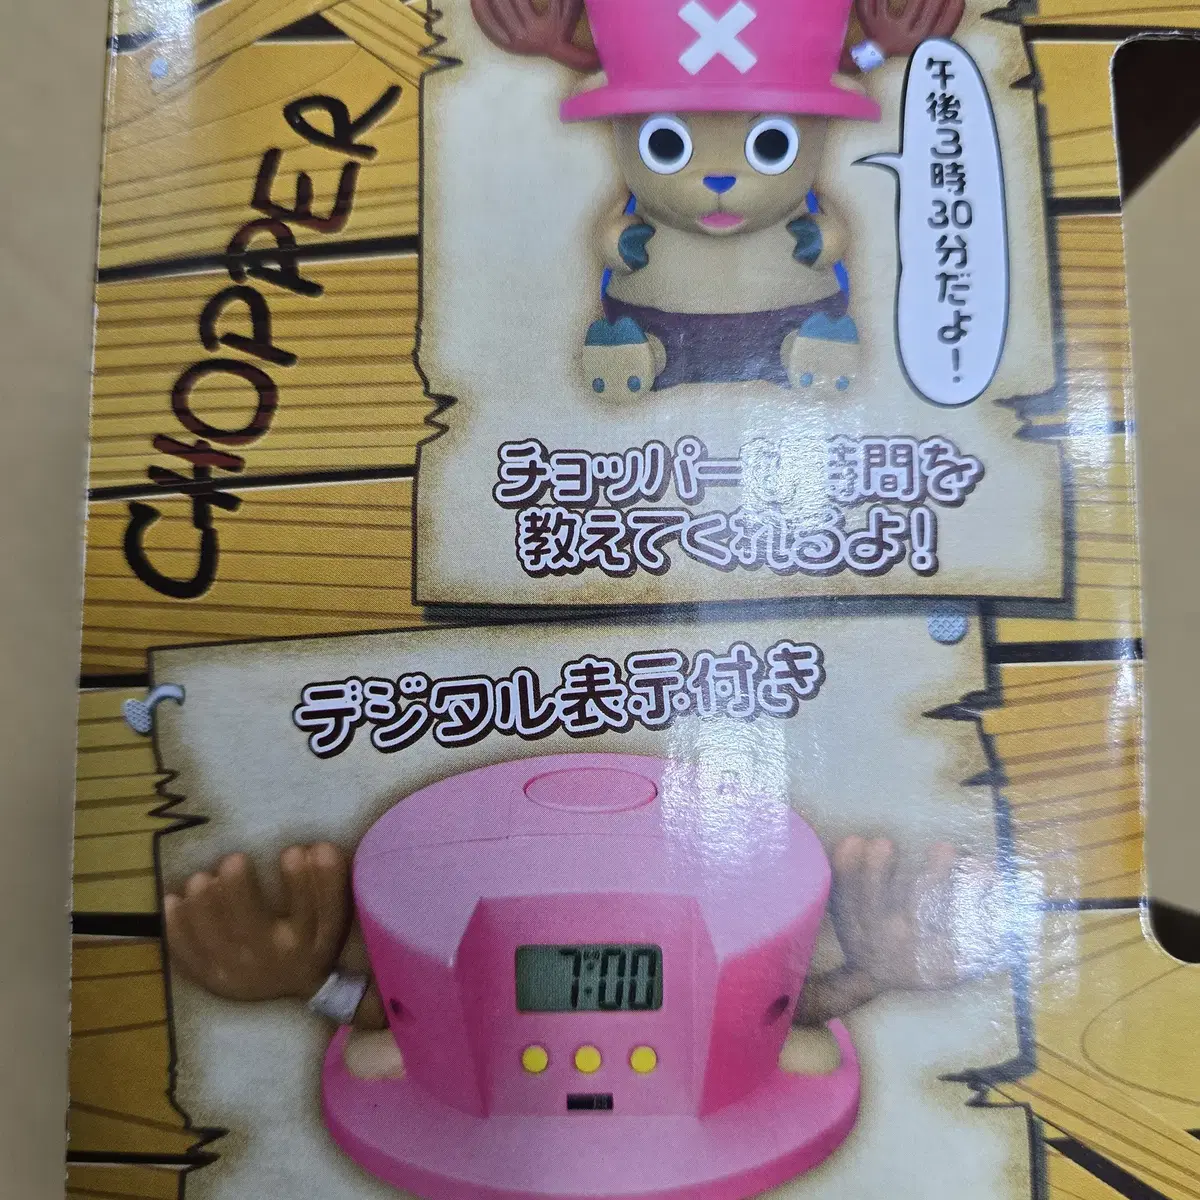 CHOPPER
午後3時30分だよ!
チョッパーが時間を
教えてくれるよ!
デジタル表示付き
7:00